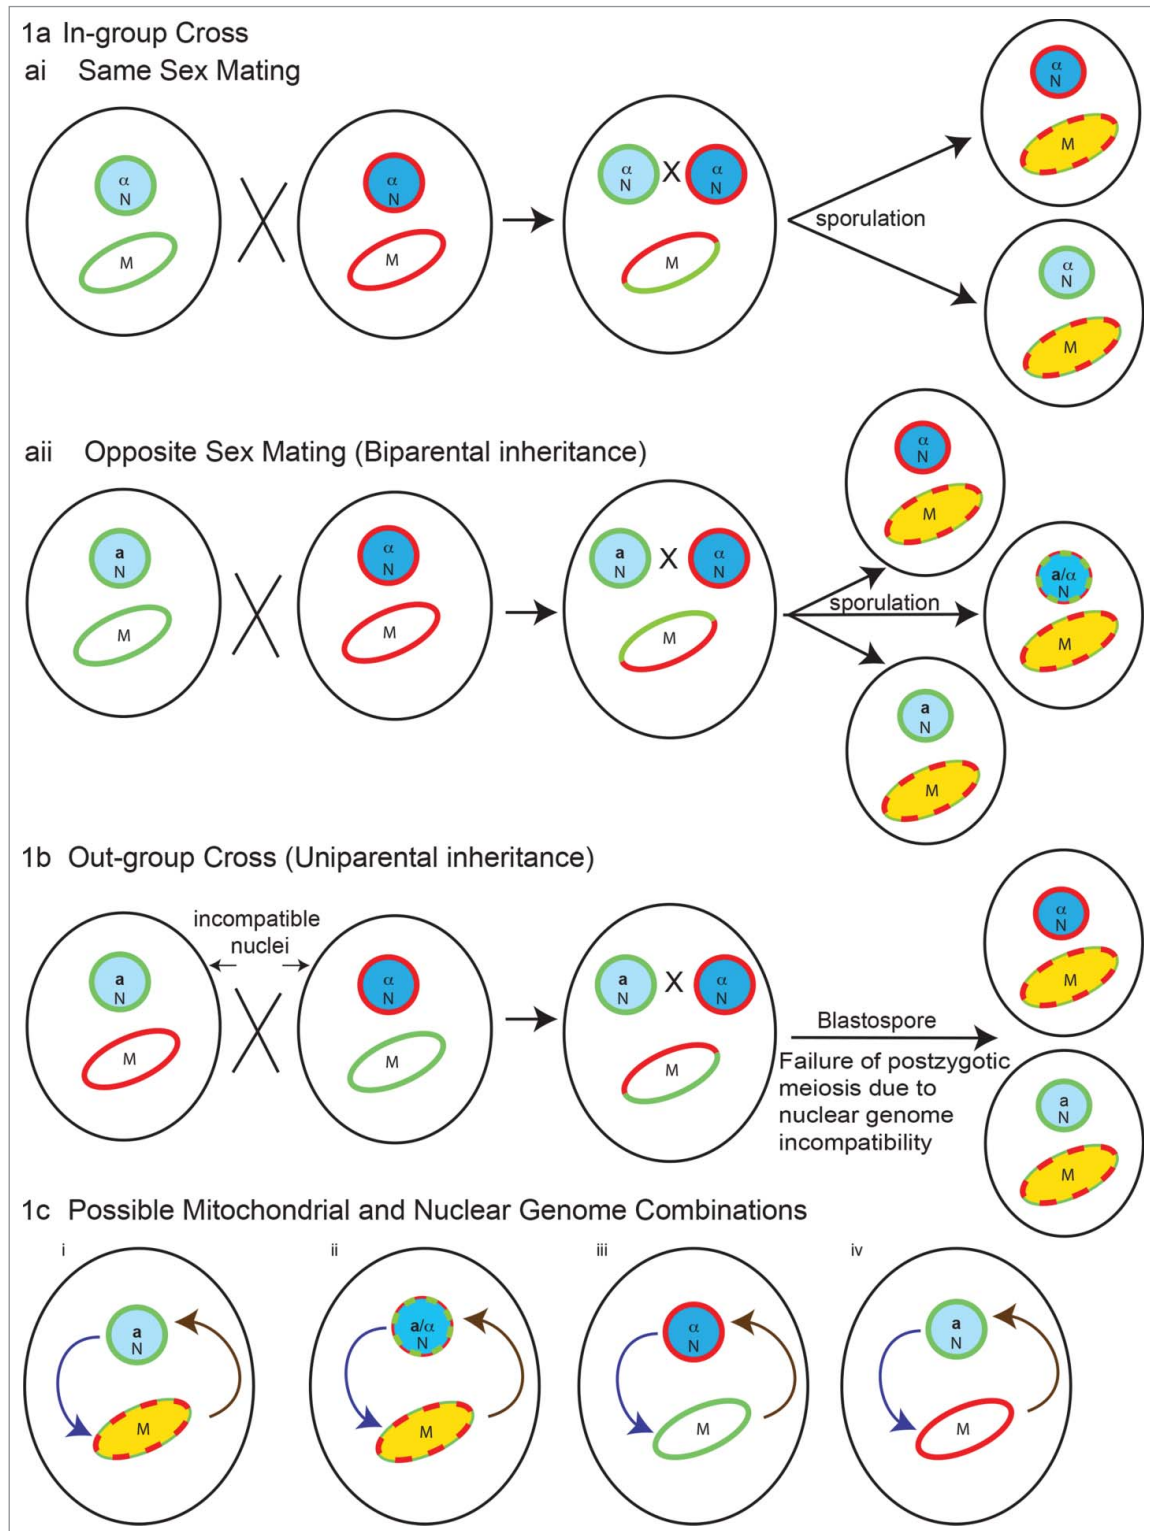 1a In-group Cross
ai Same Sex Mating
α
N
M
α
N
M
α
N
X
α
N
M
sporulation
α
N
M
α
N
M
aii Opposite Sex Mating (Biparental inheritance)
a
N
M
α
N
M
a
N
X
α
N
M
sporulation
α
N
M
a/α
N
M
a
N
M
1b Out-group Cross (Uniparental inheritance)
incompatible
nuclei
a
N
M
α
N
M
a
N
X
α
N
M
Blastospore
Failure of postzygotic
meiosis due to
nuclear genome
incompatibility
α
N
M
a
N
M
1c Possible Mitochondrial and Nuclear Genome Combinations
i
a
N
M
ii
a/α
N
M
iii
α
N
M
iv
a
N
M